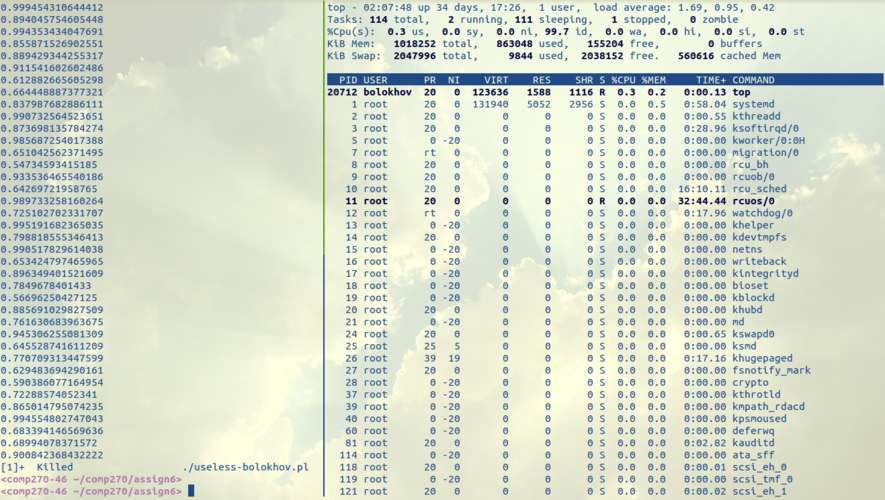 0.999454310644412
0.894045754605448
0.994353434047691
0.855871526902551
0.889429344255317
0.911541602602486
0.612882665605298
0.664448887377321
0.837987682886111
0.990732564523651
0.873698135784274
0.985687254017388
0.651042562371495
0.54734593415185
0.933536465540186
0.64269721958765
0.989733258160264
0.725102702331707
0.995191682365035
0.798818555346413
0.990517829614038
0.653424797465965
0.896349401521609
0.7849678401433
0.56696250427125
0.885691029827509
0.761630683963675
0.945306255081309
0.645528741611209
0.770709313447599
0.629483694290161
0.590386077164954
0.72288574052341
0.865014795074235
0.994554802747043
0.683394146569636
0.68994078371572
0.900842368432222
[1]+  Killed                  ./useless-bolokhov.pl
<comp270-46 ~/comp270/assign6>
<comp270-46 ~/comp270/assign6>
top - 02:07:48 up 34 days, 17:26,  1 user,  load average: 1.69, 0.95, 0.42
Tasks: 114 total,   2 running, 111 sleeping,   1 stopped,   0 zombie
%Cpu(s):  0.3 us,  0.0 sy,  0.0 ni, 99.7 id,  0.0 wa,  0.0 hi,  0.0 si,  0.0 st
KiB Mem:   1018252 total,   863048 used,   155204 free,        0 buffers
KiB Swap:  2047996 total,     9844 used,  2038152 free.   560616 cached Mem
PID USER      PR  NI    VIRT    RES    SHR S %CPU %MEM     TIME+ COMMAND
20712 bolokhov  20   0  123636   1588   1116 R  0.3  0.2   0:00.13 top
1 root      20   0  131940   5052   2956 S  0.0  0.5   0:58.04 systemd
2 root      20   0       0      0      0 S  0.0  0.0   0:00.55 kthreadd
3 root      20   0       0      0      0 S  0.0  0.0   0:28.96 ksoftirqd/0
5 root       0 -20       0      0      0 S  0.0  0.0   0:00.00 kworker/0:0H
7 root      rt   0       0      0      0 S  0.0  0.0   0:00.00 migration/0
8 root      20   0       0      0      0 S  0.0  0.0   0:00.00 rcu_bh
9 root      20   0       0      0      0 S  0.0  0.0   0:00.00 rcuob/0
10 root      20   0       0      0      0 S  0.0  0.0  16:10.11 rcu_sched
11 root      20   0       0      0      0 R  0.0  0.0  32:44.44 rcuos/0
12 root      rt   0       0      0      0 S  0.0  0.0   0:17.96 watchdog/0
13 root       0 -20       0      0      0 S  0.0  0.0   0:00.00 khelper
14 root      20   0       0      0      0 S  0.0  0.0   0:00.00 kdevtmpfs
15 root       0 -20       0      0      0 S  0.0  0.0   0:00.00 netns
16 root       0 -20       0      0      0 S  0.0  0.0   0:00.00 writeback
17 root       0 -20       0      0      0 S  0.0  0.0   0:00.00 kintegrityd
18 root       0 -20       0      0      0 S  0.0  0.0   0:00.00 bioset
19 root       0 -20       0      0      0 S  0.0  0.0   0:00.00 kblockd
20 root      20   0       0      0      0 S  0.0  0.0   0:00.00 khubd
21 root       0 -20       0      0      0 S  0.0  0.0   0:00.00 md
24 root      20   0       0      0      0 S  0.0  0.0   0:00.65 kswapd0
25 root      25   5       0      0      0 S  0.0  0.0   0:00.00 ksmd
26 root      39  19       0      0      0 S  0.0  0.0   0:17.16 khugepaged
27 root      20   0       0      0      0 S  0.0  0.0   0:00.00 fsnotify_mark
28 root       0 -20       0      0      0 S  0.0  0.0   0:00.00 crypto
37 root       0 -20       0      0      0 S  0.0  0.0   0:00.00 kthrotld
39 root       0 -20       0      0      0 S  0.0  0.0   0:00.00 kmpath_rdacd
40 root       0 -20       0      0      0 S  0.0  0.0   0:00.00 kpsmoused
60 root       0 -20       0      0      0 S  0.0  0.0   0:00.00 deferwq
81 root      20   0       0      0      0 S  0.0  0.0   0:02.82 kauditd
114 root       0 -20       0      0      0 S  0.0  0.0   0:00.00 ata_sff
118 root      20   0       0      0      0 S  0.0  0.0   0:00.01 scsi_eh_0
119 root       0 -20       0      0      0 S  0.0  0.0   0:00.00 scsi_tmf_0
121 root      20   0       0      0      0 S  0.0  0.0   0:00.02 scsi_eh_1